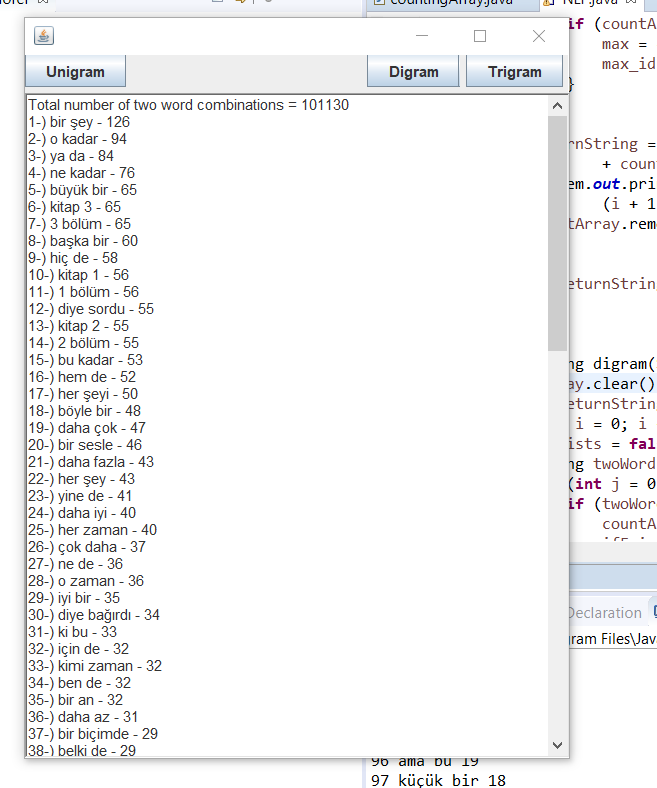 countingArray.java
NLP.java
Unigram
Digram
Trigram
Total number of two word combinations = 101130
1-) bir şey - 126
2-) o kadar - 94
3-) ya da - 84
4-) ne kadar - 76
5-) büyük bir - 65
6-) kitap 3 - 65
7-) 3 bölüm - 65
8-) başka bir - 60
9-) hiç de - 58
10-) kitap 1 - 56
11-) 1 bölüm - 56
12-) diye sordu - 55
13-) kitap 2 - 55
14-) 2 bölüm - 55
15-) bu kadar - 53
16-) hem de - 52
17-) her şeyi - 50
18-) böyle bir - 48
19-) daha çok - 47
20-) bir sesle - 46
21-) daha fazla - 43
22-) her şey - 43
23-) yine de - 41
24-) daha iyi - 40
25-) her zaman - 40
26-) çok daha - 37
27-) ne de - 36
28-) o zaman - 36
29-) iyi bir - 35
30-) diye bağırdı - 34
31-) ki bu - 33
32-) için de - 32
33-) kimi zaman - 32
34-) ben de - 32
35-) bir an - 32
36-) daha az - 31
37-) bir biçimde - 29
38-) belki de - 29
if (countA
max =
max_id
}
rnString =
+ coun
em.out.pri
(i + 1
tArray.rem
eturnStrin
ng digram(
ay.clear()
eturnStrin
i = 0; i
ists = fal
ng twoWord
(int j = 0
if (twoWor
countA
Declaration
gram Files\Java
96 ama bu 19
97 küçük bir 18